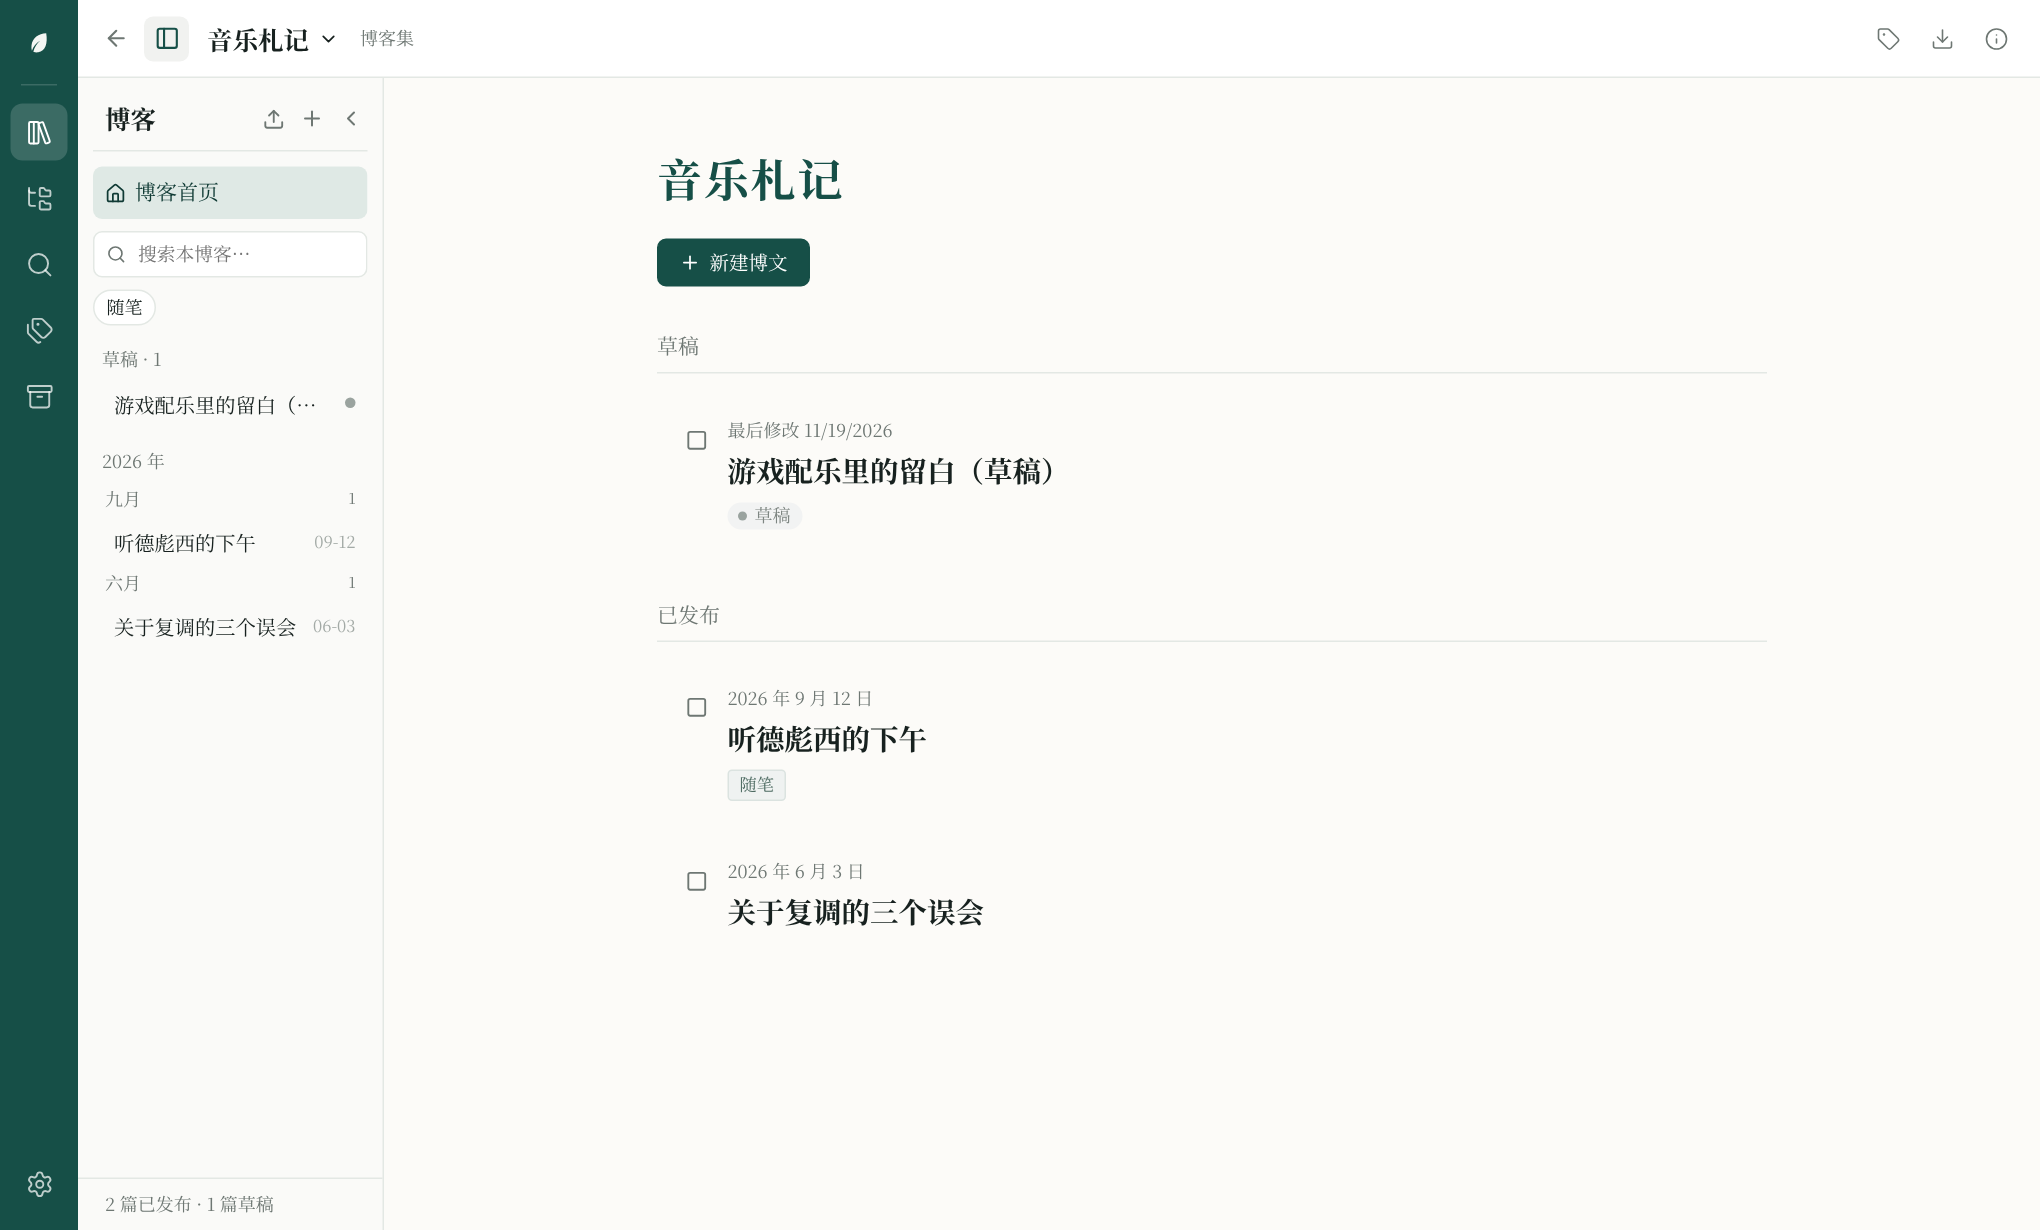 音乐札记 博客集
博客
博客首页
搜索本博客…
随笔
草稿 · 1
游戏配乐里的留白（…
2026 年
九月 1
听德彪西的下午 09-12
六月 1
关于复调的三个误会 06-03
2 篇已发布 · 1 篇草稿
音乐札记
新建博文
草稿
最后修改 11/19/2026
游戏配乐里的留白（草稿）
草稿
已发布
2026 年 9 月 12 日
听德彪西的下午
随笔
2026 年 6 月 3 日
关于复调的三个误会